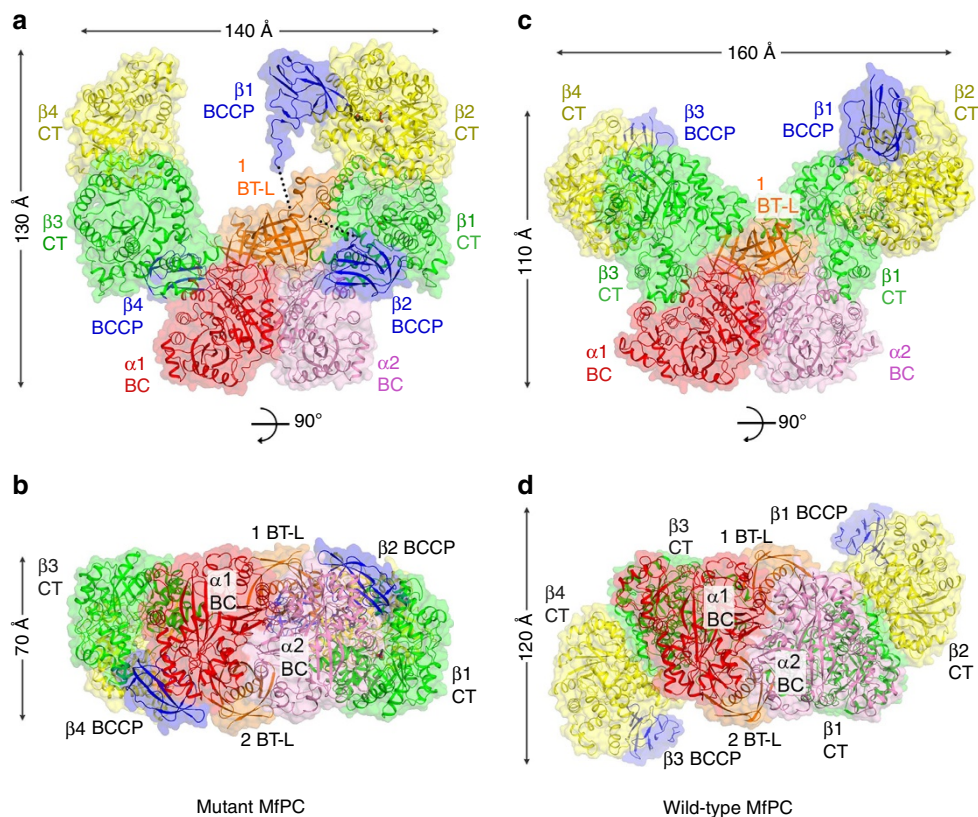 a
140 Å
130 Å
β4
CT
β1
BCCP
β2
CT
1
BT-L
β3
CT
β1
CT
β4
BCCP
β2
BCCP
α1
BC
α2
BC
90°
c
160 Å
110 Å
β4
CT
β3
BCCP
β1
BCCP
β2
CT
1
BT-L
β3
CT
β1
CT
α1
BC
α2
BC
90°
b
70 Å
β3
CT
1 BT-L
β2 BCCP
α1
BC
α2
BC
β1
CT
β4 BCCP
2 BT-L
Mutant MfPC
d
120 Å
β4
CT
β3
CT
1 BT-L
β1 BCCP
α1
BC
α2
BC
β2
CT
β1
CT
2 BT-L
β3 BCCP
Wild-type MfPC